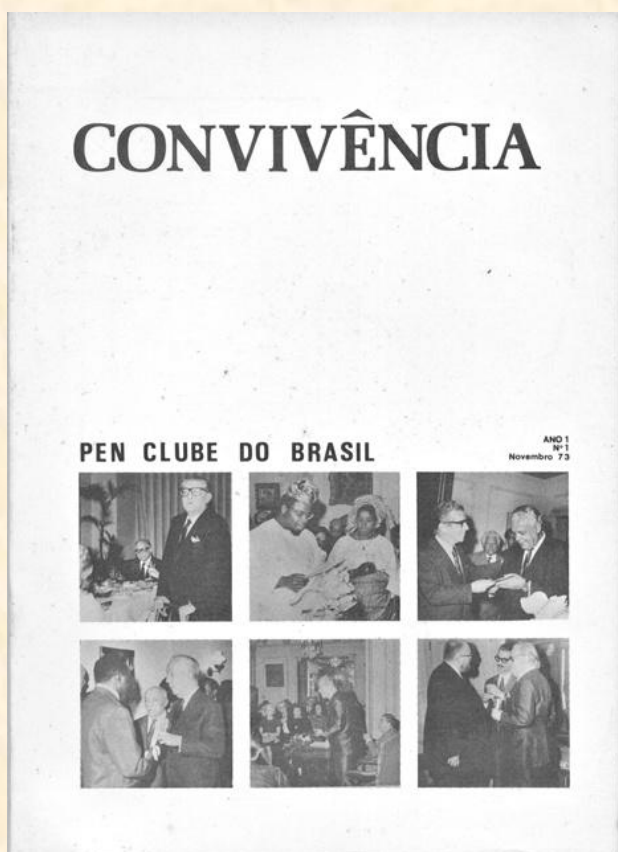 CONVIVÊNCIA
PEN CLUBE DO BRASIL
ANO 1
Nº 1
Novembro 73